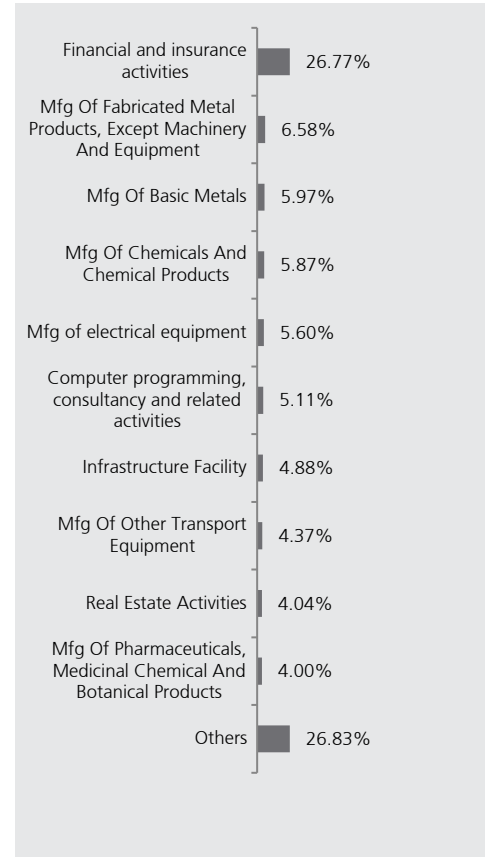 Financial and insurance
activities
26.77%
Mfg Of Fabricated Metal
Products, Except Machinery
And Equipment
6.58%
Mfg Of Basic Metals
5.97%
Mfg Of Chemicals And
Chemical Products
5.87%
Mfg of electrical equipment
5.60%
Computer programming,
consultancy and related
activities
5.11%
Infrastructure Facility
4.88%
Mfg Of Other Transport
Equipment
4.37%
Real Estate Activities
4.04%
Mfg Of Pharmaceuticals,
Medicinal Chemical And
Botanical Products
4.00%
Others
26.83%